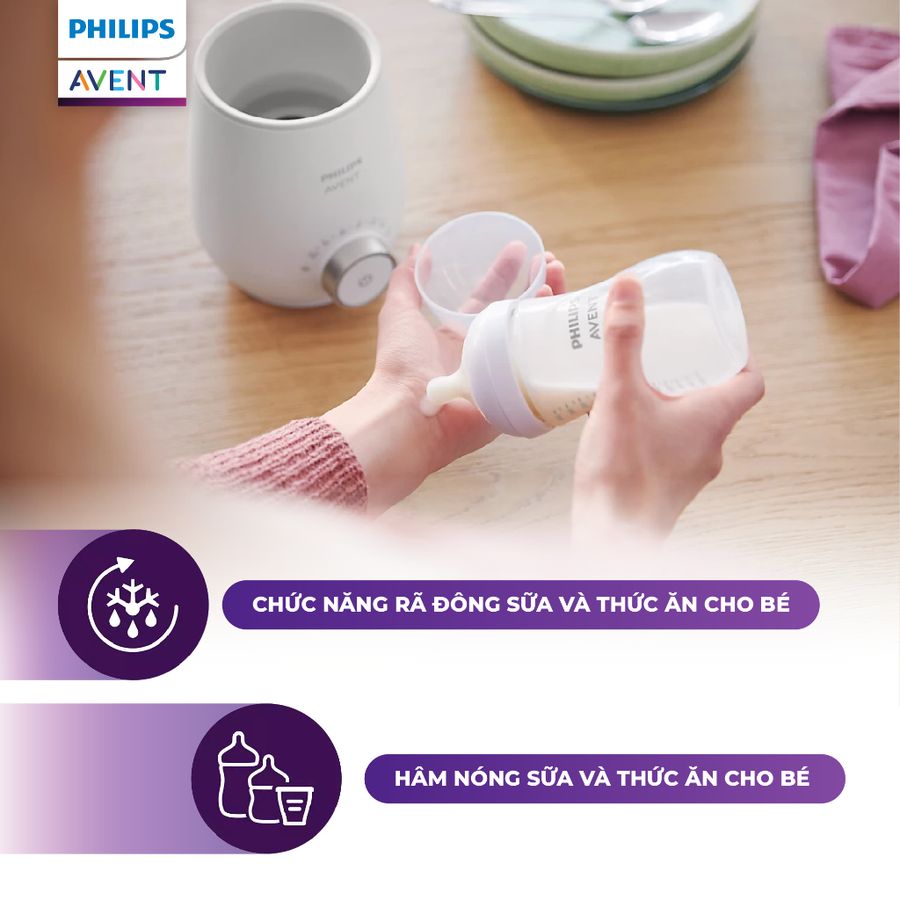 PHILIPS
AVENT
PHILIPS
AVENT
PHILIPS
AVENT
CHỨC NĂNG RÃ ĐÔNG SỮA VÀ THỨC ĂN CHO BÉ
HÂM NÓNG SỮA VÀ THỨC ĂN CHO BÉ